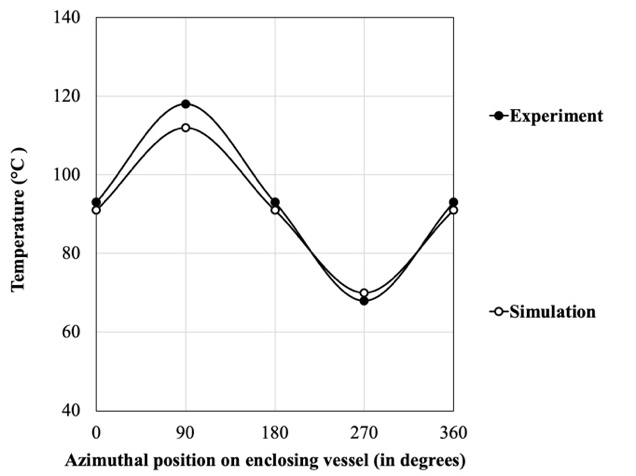 140
120
100
80
60
40
Temperature (°C )
0 90 180 270 360
Azimuthal position on enclosing vessel (in degrees)
Experiment
Simulation